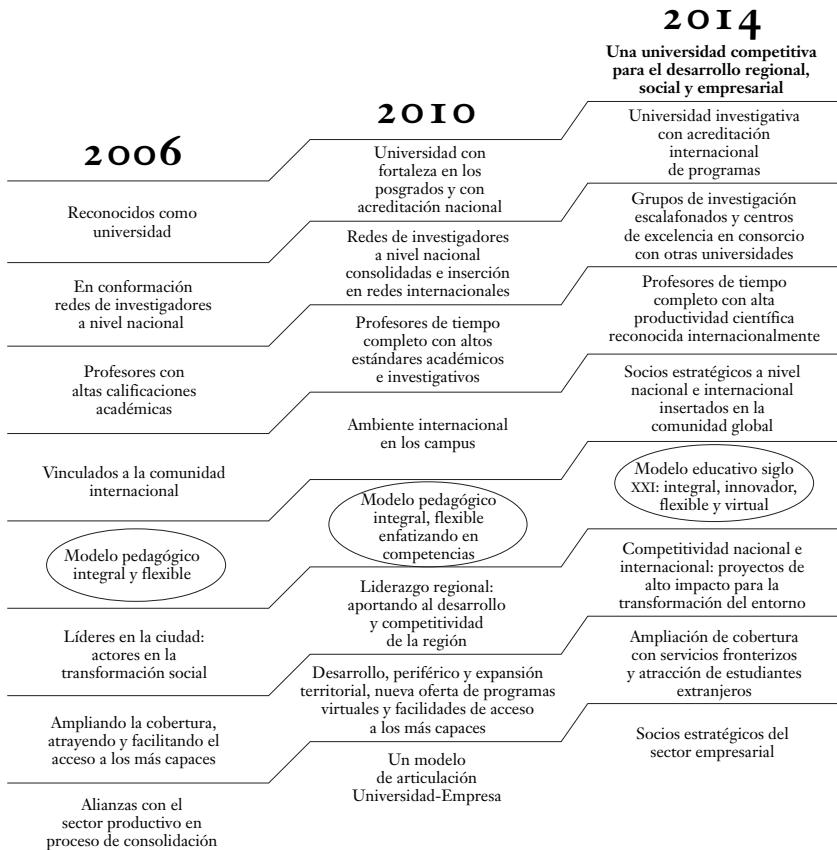 2006
Reconocidos como
universidad
En conformación
redes de investigadores
a nivel nacional
Profesores con
altas calificaciones
académicas
Vinculados a la comunidad
internacional
Modelo pedagógico
integral y flexible
Líderes en la ciudad:
actores en la
transformación social
Ampliando la cobertura,
atrayendo y facilitando el
acceso a los más capaces
Alianzas con el
sector productivo en
proceso de consolidación
2010
Universidad con
fortaleza en los
posgrados y con
acreditación nacional
Redes de investigadores
a nivel nacional
consolidadas e inserción
en redes internacionales
Profesores de tiempo
completo con altos
estándares académicos
e investigativos
Ambiente internacional
en los campus
Modelo pedagógico
integral, flexible
enfatizando en
competencias
Liderazgo regional:
aportando al desarrollo
y competitividad
de la región
Desarrollo, periférico y expansión
territorial, nueva oferta de programas
virtuales y facilidades de acceso
a los más capaces
Un modelo
de articulación
Universidad-Empresa
2014
Una universidad competitiva
para el desarrollo regional,
social y empresarial
Universidad investigativa
con acreditación
internacional
de programas
Grupos de investigación
escalafonados y centros
de excelencia en consorcio
con otras universidades
Profesores de tiempo
completo con alta
productividad científica
reconocida internacionalmente
Socios estratégicos a nivel
nacional e internacional
insertados en la
comunidad global
Modelo educativo siglo
XXI: integral, innovador,
flexible y virtual
Competitividad nacional e
internacional: proyectos de
alto impacto para la
transformación del entorno
Ampliación de cobertura
con servicios fronterizos
y atracción de estudiantes
extranjeros
Socios estratégicos del
sector empresarial